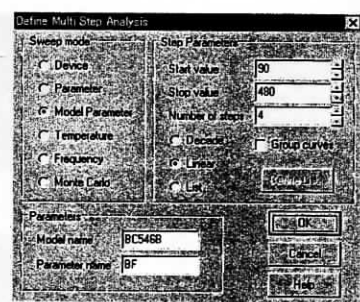 Define Multi Step Analysis
Sweep mode
Device
Parameter
Model Parameter
Temperature
Frequency
Monte Carlo
Step Parameters
Start value 90
Stop value 480
Number of steps 4
Decade
Linear
List
Group curves
Parameters
Model name BC546B
Parameter name BF
OK
Cancel
Help